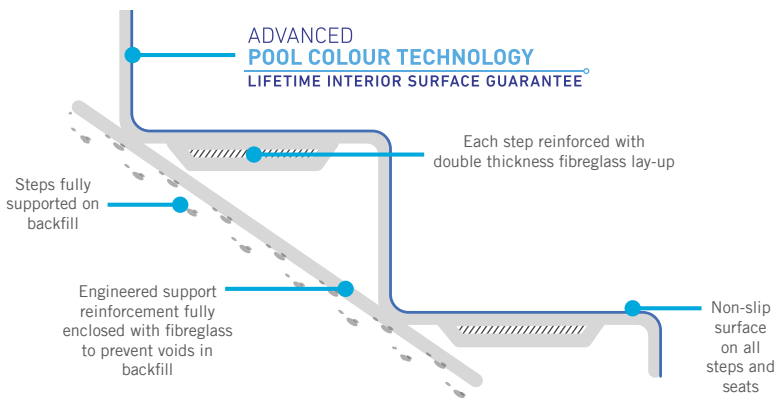 ADVANCED
POOL COLOUR TECHNOLOGY
LIFETIME INTERIOR SURFACE GUARANTEE
Each step reinforced with
double thickness fibreglass lay-up
Steps fully
supported on
backfill
Engineered support
reinforcement fully
enclosed with fibreglass
to prevent voids in
backfill
Non-slip
surface
on all
steps and
seats